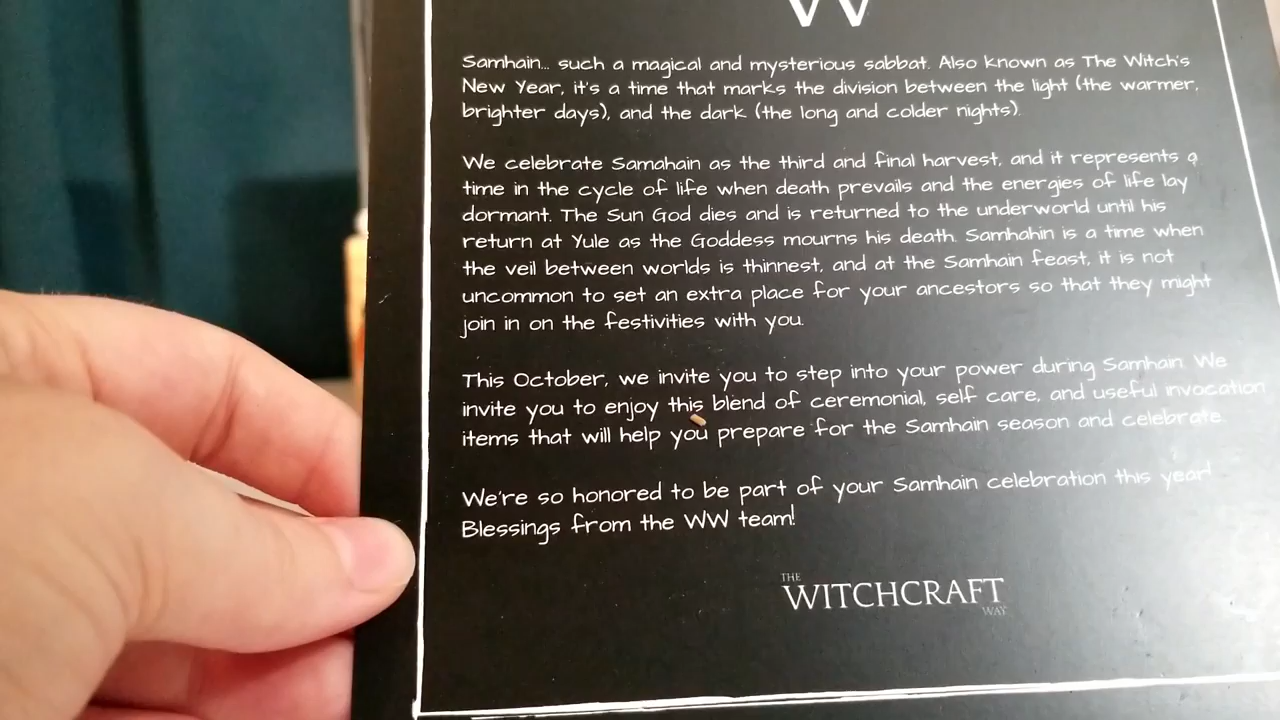 W
Samhain... such a magical and mysterious sabbat. Also known as The Witch's
New Year, it's a time that marks the division between the light (the warmer,
brighter days), and the dark (the long and colder nights).
We celebrate Samahain as the third and final harvest, and it represents a
time in the cycle of life when death prevails and the energies of life lay
dormant. The Sun God dies and is returned to the underworld until his
return at Yule as the Goddess mourns his death. Samhahin is a time when
the veil between worlds is thinnest, and at the Samhain feast, it is not
uncommon to set an extra place for your ancestors so that they might
join in on the festivities with you.
This October, we invite you to step into your power during Samhain. We
invite you to enjoy this blend of ceremonial, self care, and useful invocation
items that will help you prepare for the Samhain season and celebrate.
We're so honored to be part of your Samhain celebration this year!
Blessings from the WW team!
THE
WITCHCRAFT
WAY